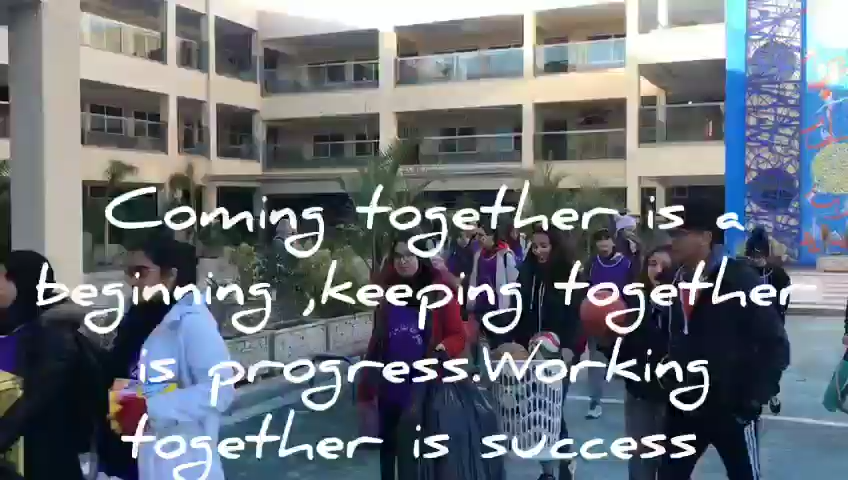 Coming together is a
beginning ,keeping together
is progress.Working
together is success